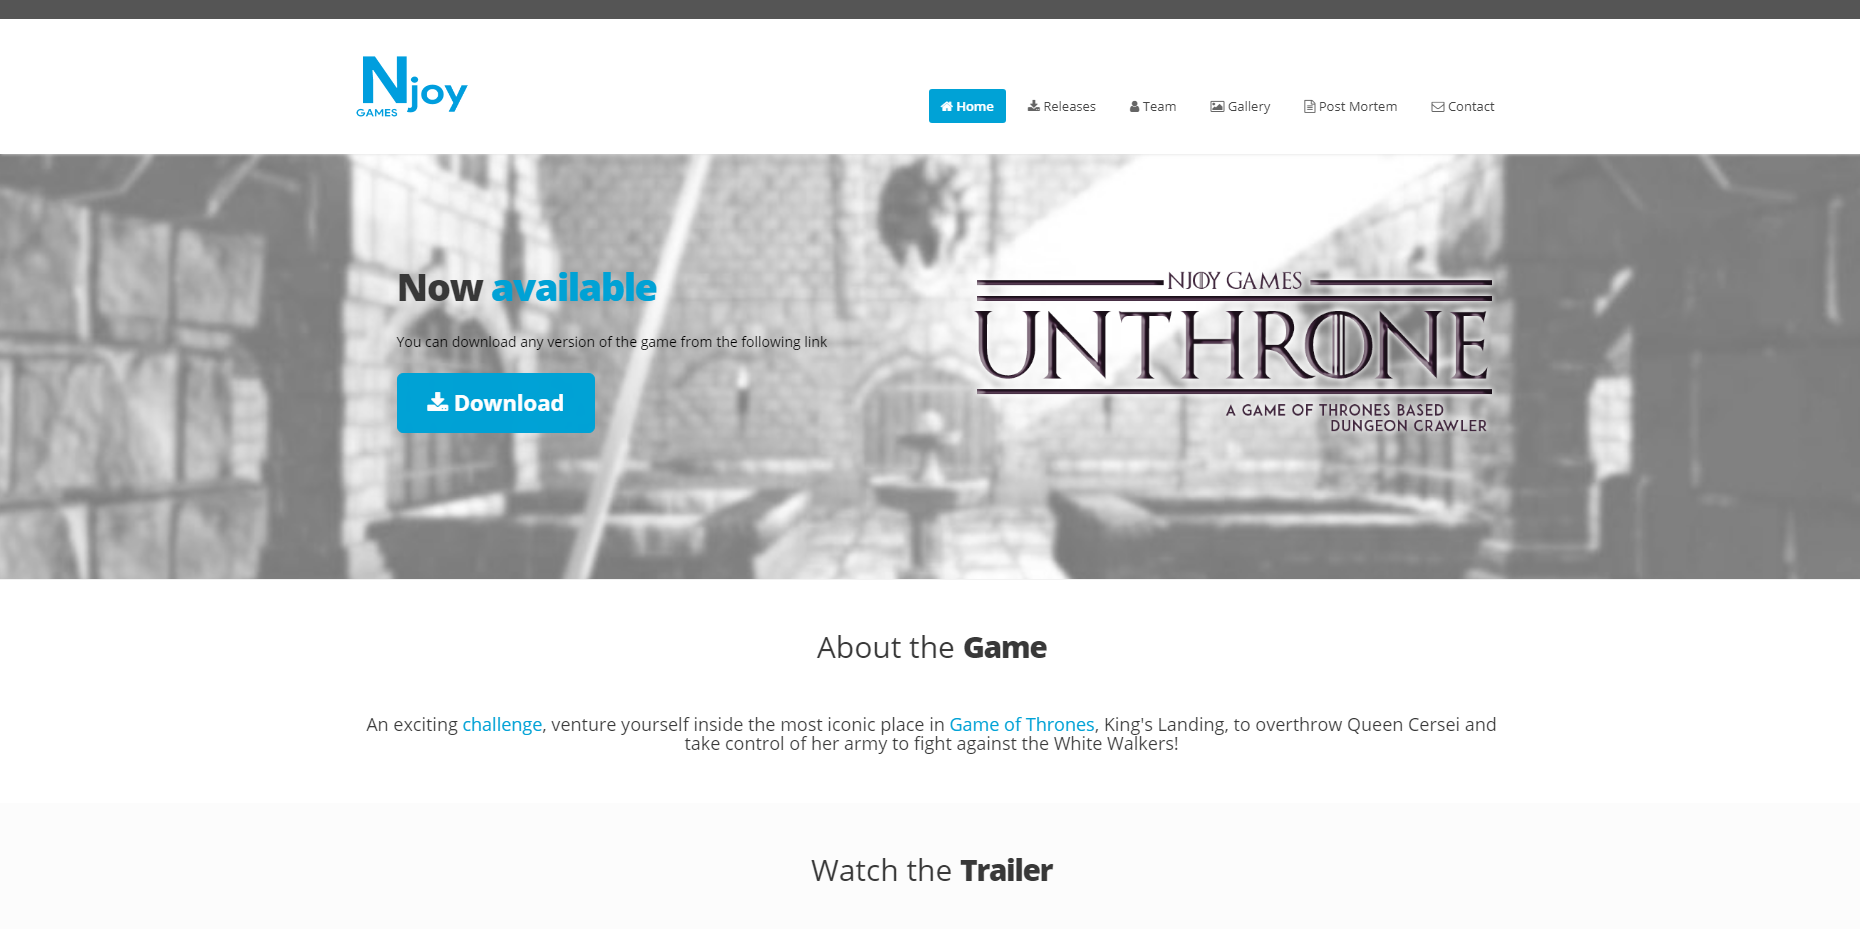 Njoy
GAMES
Home
Releases
Team
Gallery
Post Mortem
Contact
Now available
You can download any version of the game from the following link
Download
NJOY GAMES
UNTHRONE
A GAME OF THRONES BASED
DUNGEON CRAWLER
About the Game
An exciting challenge, venture yourself inside the most iconic place in Game of Thrones, King's Landing, to overthrow Queen Cersei and
take control of her army to fight against the White Walkers!
Watch the Trailer